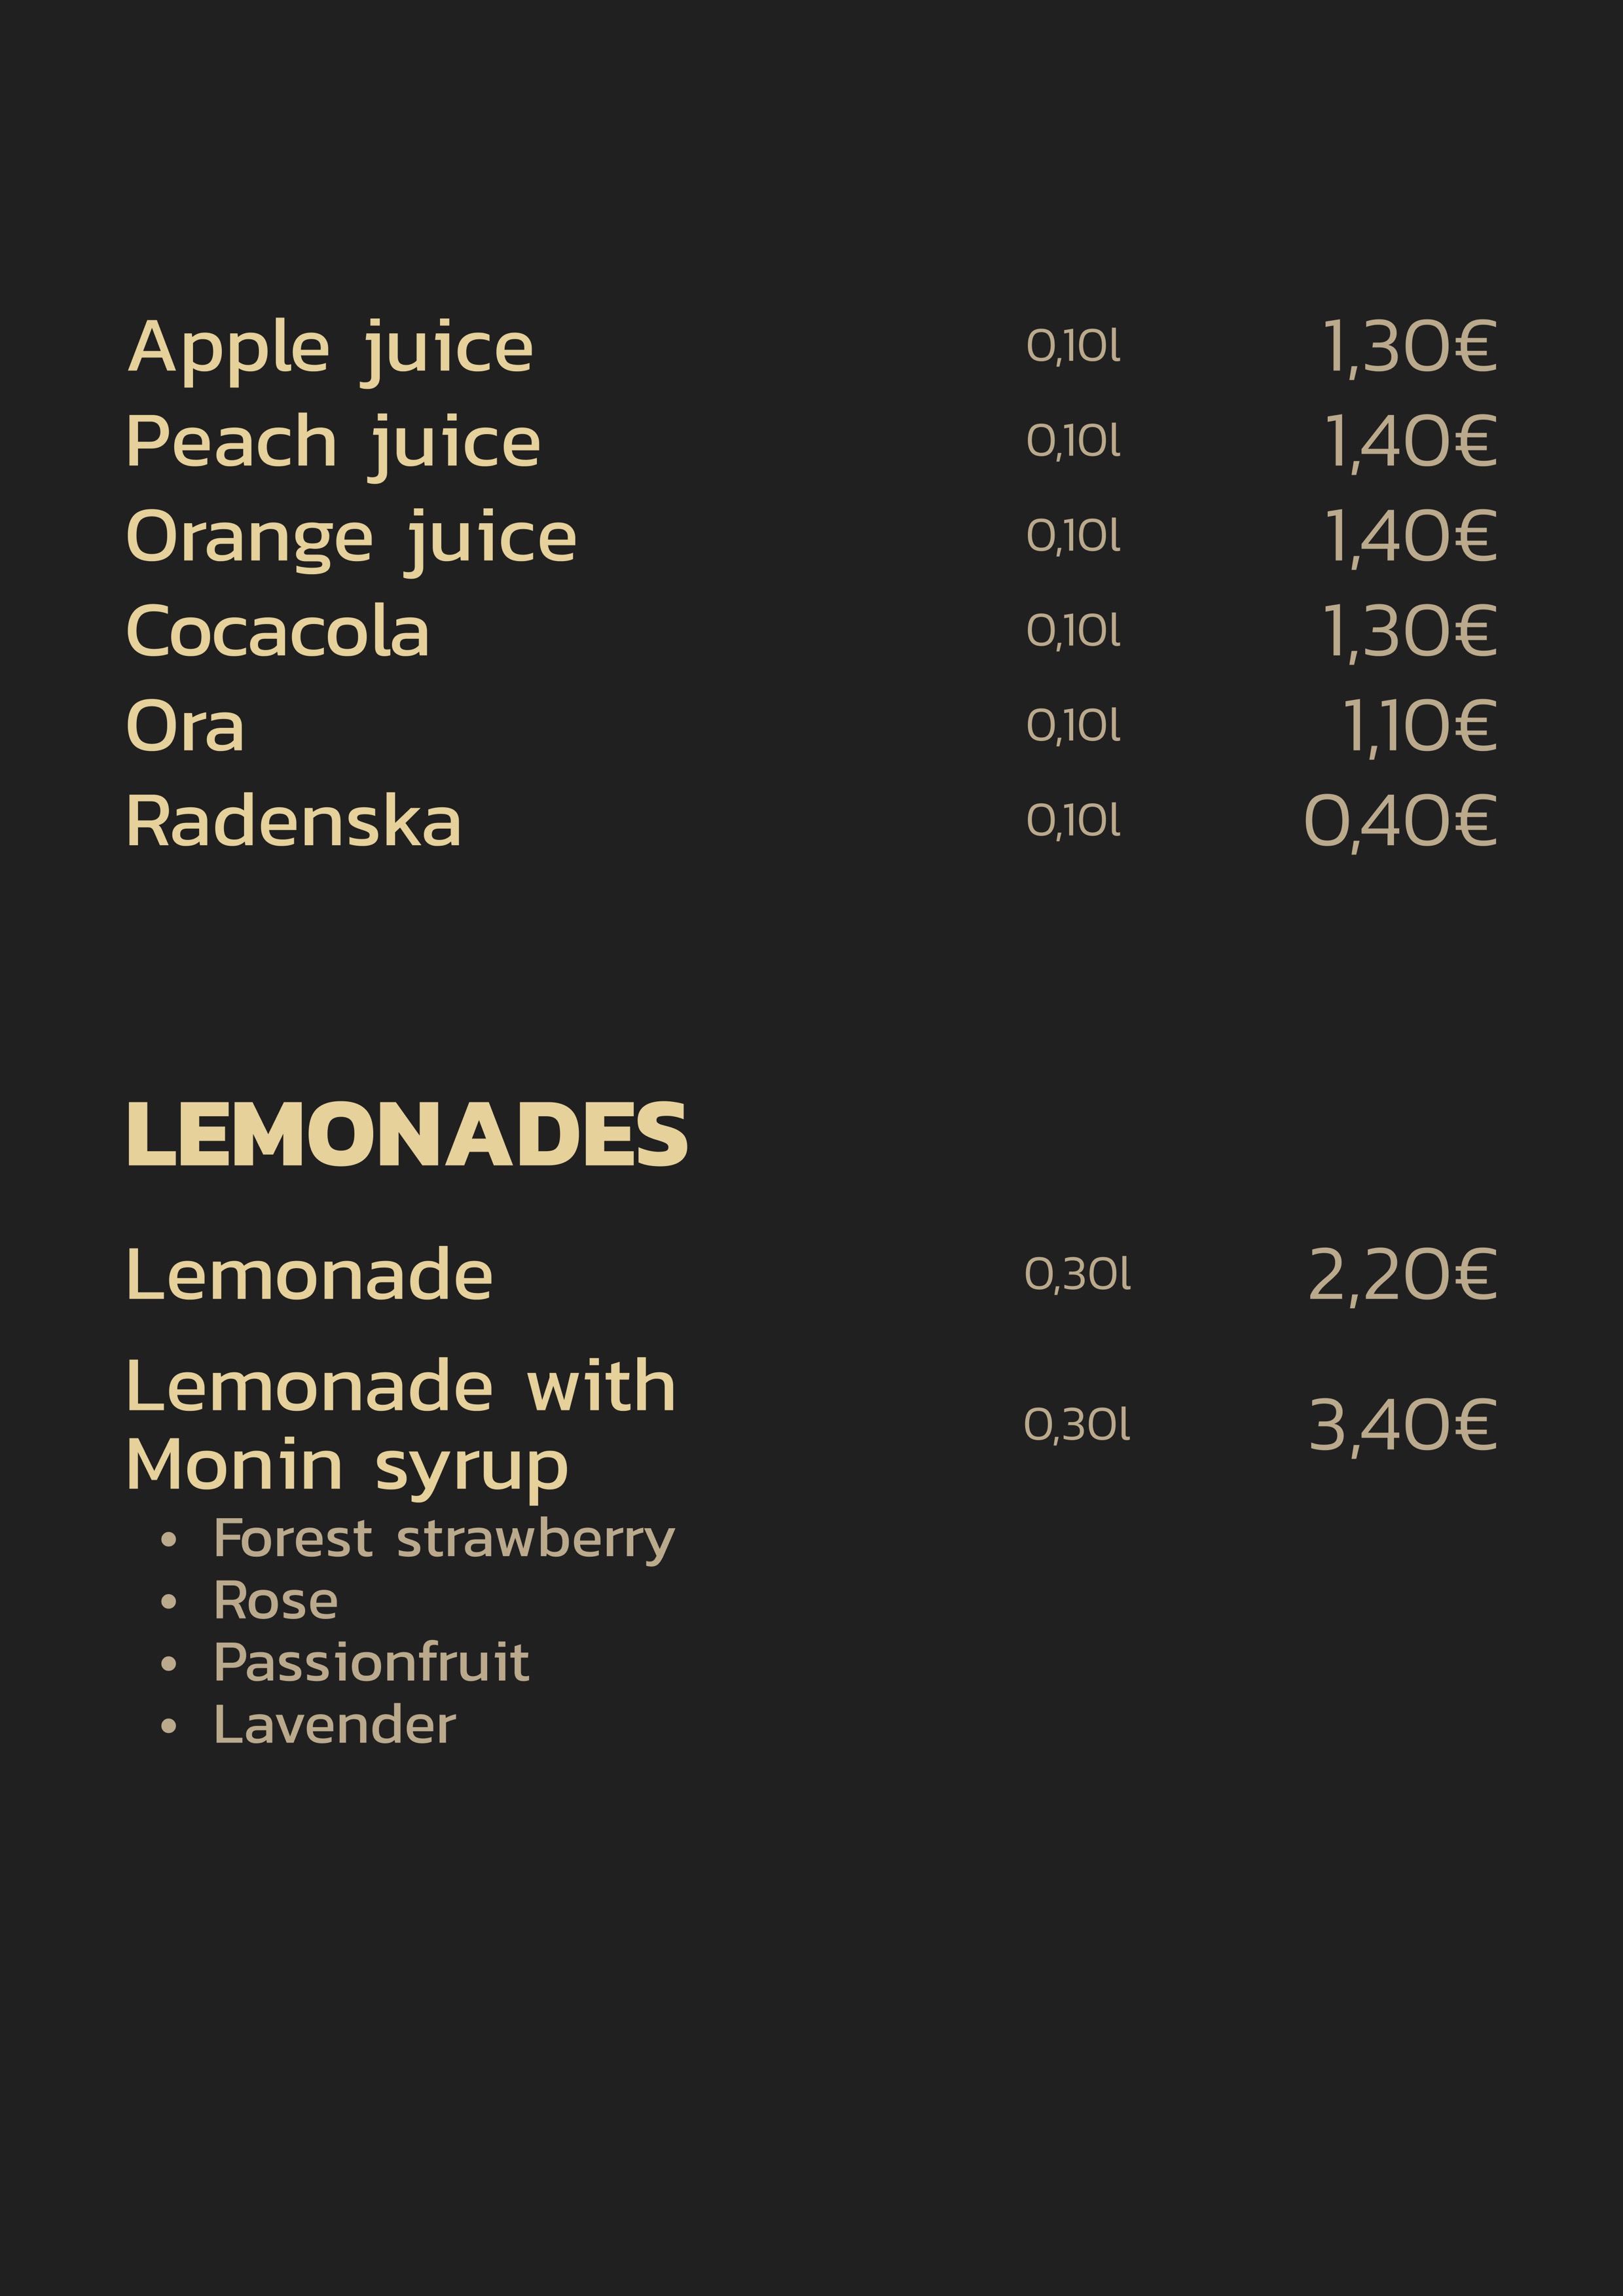 Apple juice 0,10l 1,30€
Peach juice 0,10l 1,40€
Orange juice 0,10l 1,40€
Cocacola 0,10l 1,30€
Ora 0,10l 1,10€
Radenska 0,10l 0,40€
LEMONADES
Lemonade 0,30l 2,20€
Lemonade with
Monin syrup 0,30l 3,40€
• Forest strawberry
• Rose
• Passionfruit
• Lavender